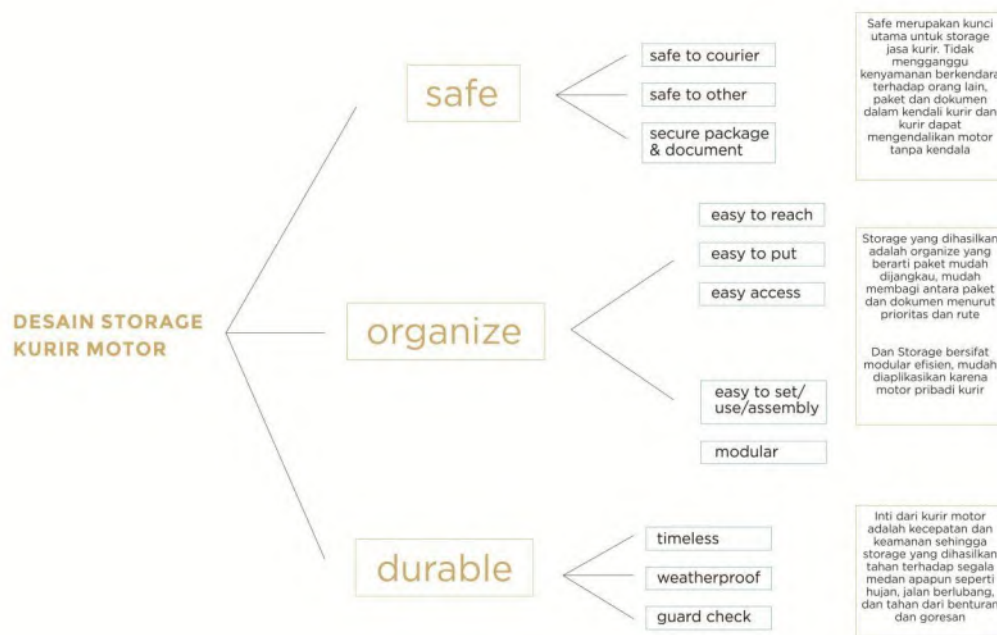 DESAIN STORAGE
KURIR MOTOR
safe
safe to courier
safe to other
secure package
& document
Safe merupakan kunci
utama untuk storage
jasa kurir. Tidak
mengganggu
kenyamanan berkendara
terhadap orang lain,
paket dan dokumen
dalam kendali kurir dan
kurir dapat
mengendalikan motor
tanpa kendala
organize
easy to reach
easy to put
easy access
easy to set/
use/assembly
modular
Storage yang dihasilkan
adalah organize yang
berarti paket mudah
dijangkau, mudah
membagi antara paket
dan dokumen menurut
prioritas dan rute
Dan Storage bersifat
modular efisien, mudah
diaplikasikan karena
motor pribadi kurir
durable
timeless
weatherproof
guard check
Inti dari kurir motor
adalah kecepatan dan
keamanan sehingga
storage yang dihasilkan
tahan terhadap segala
medan apapun seperti
hujan, jalan berlubang,
dan tahan dari benturan
dan goresan